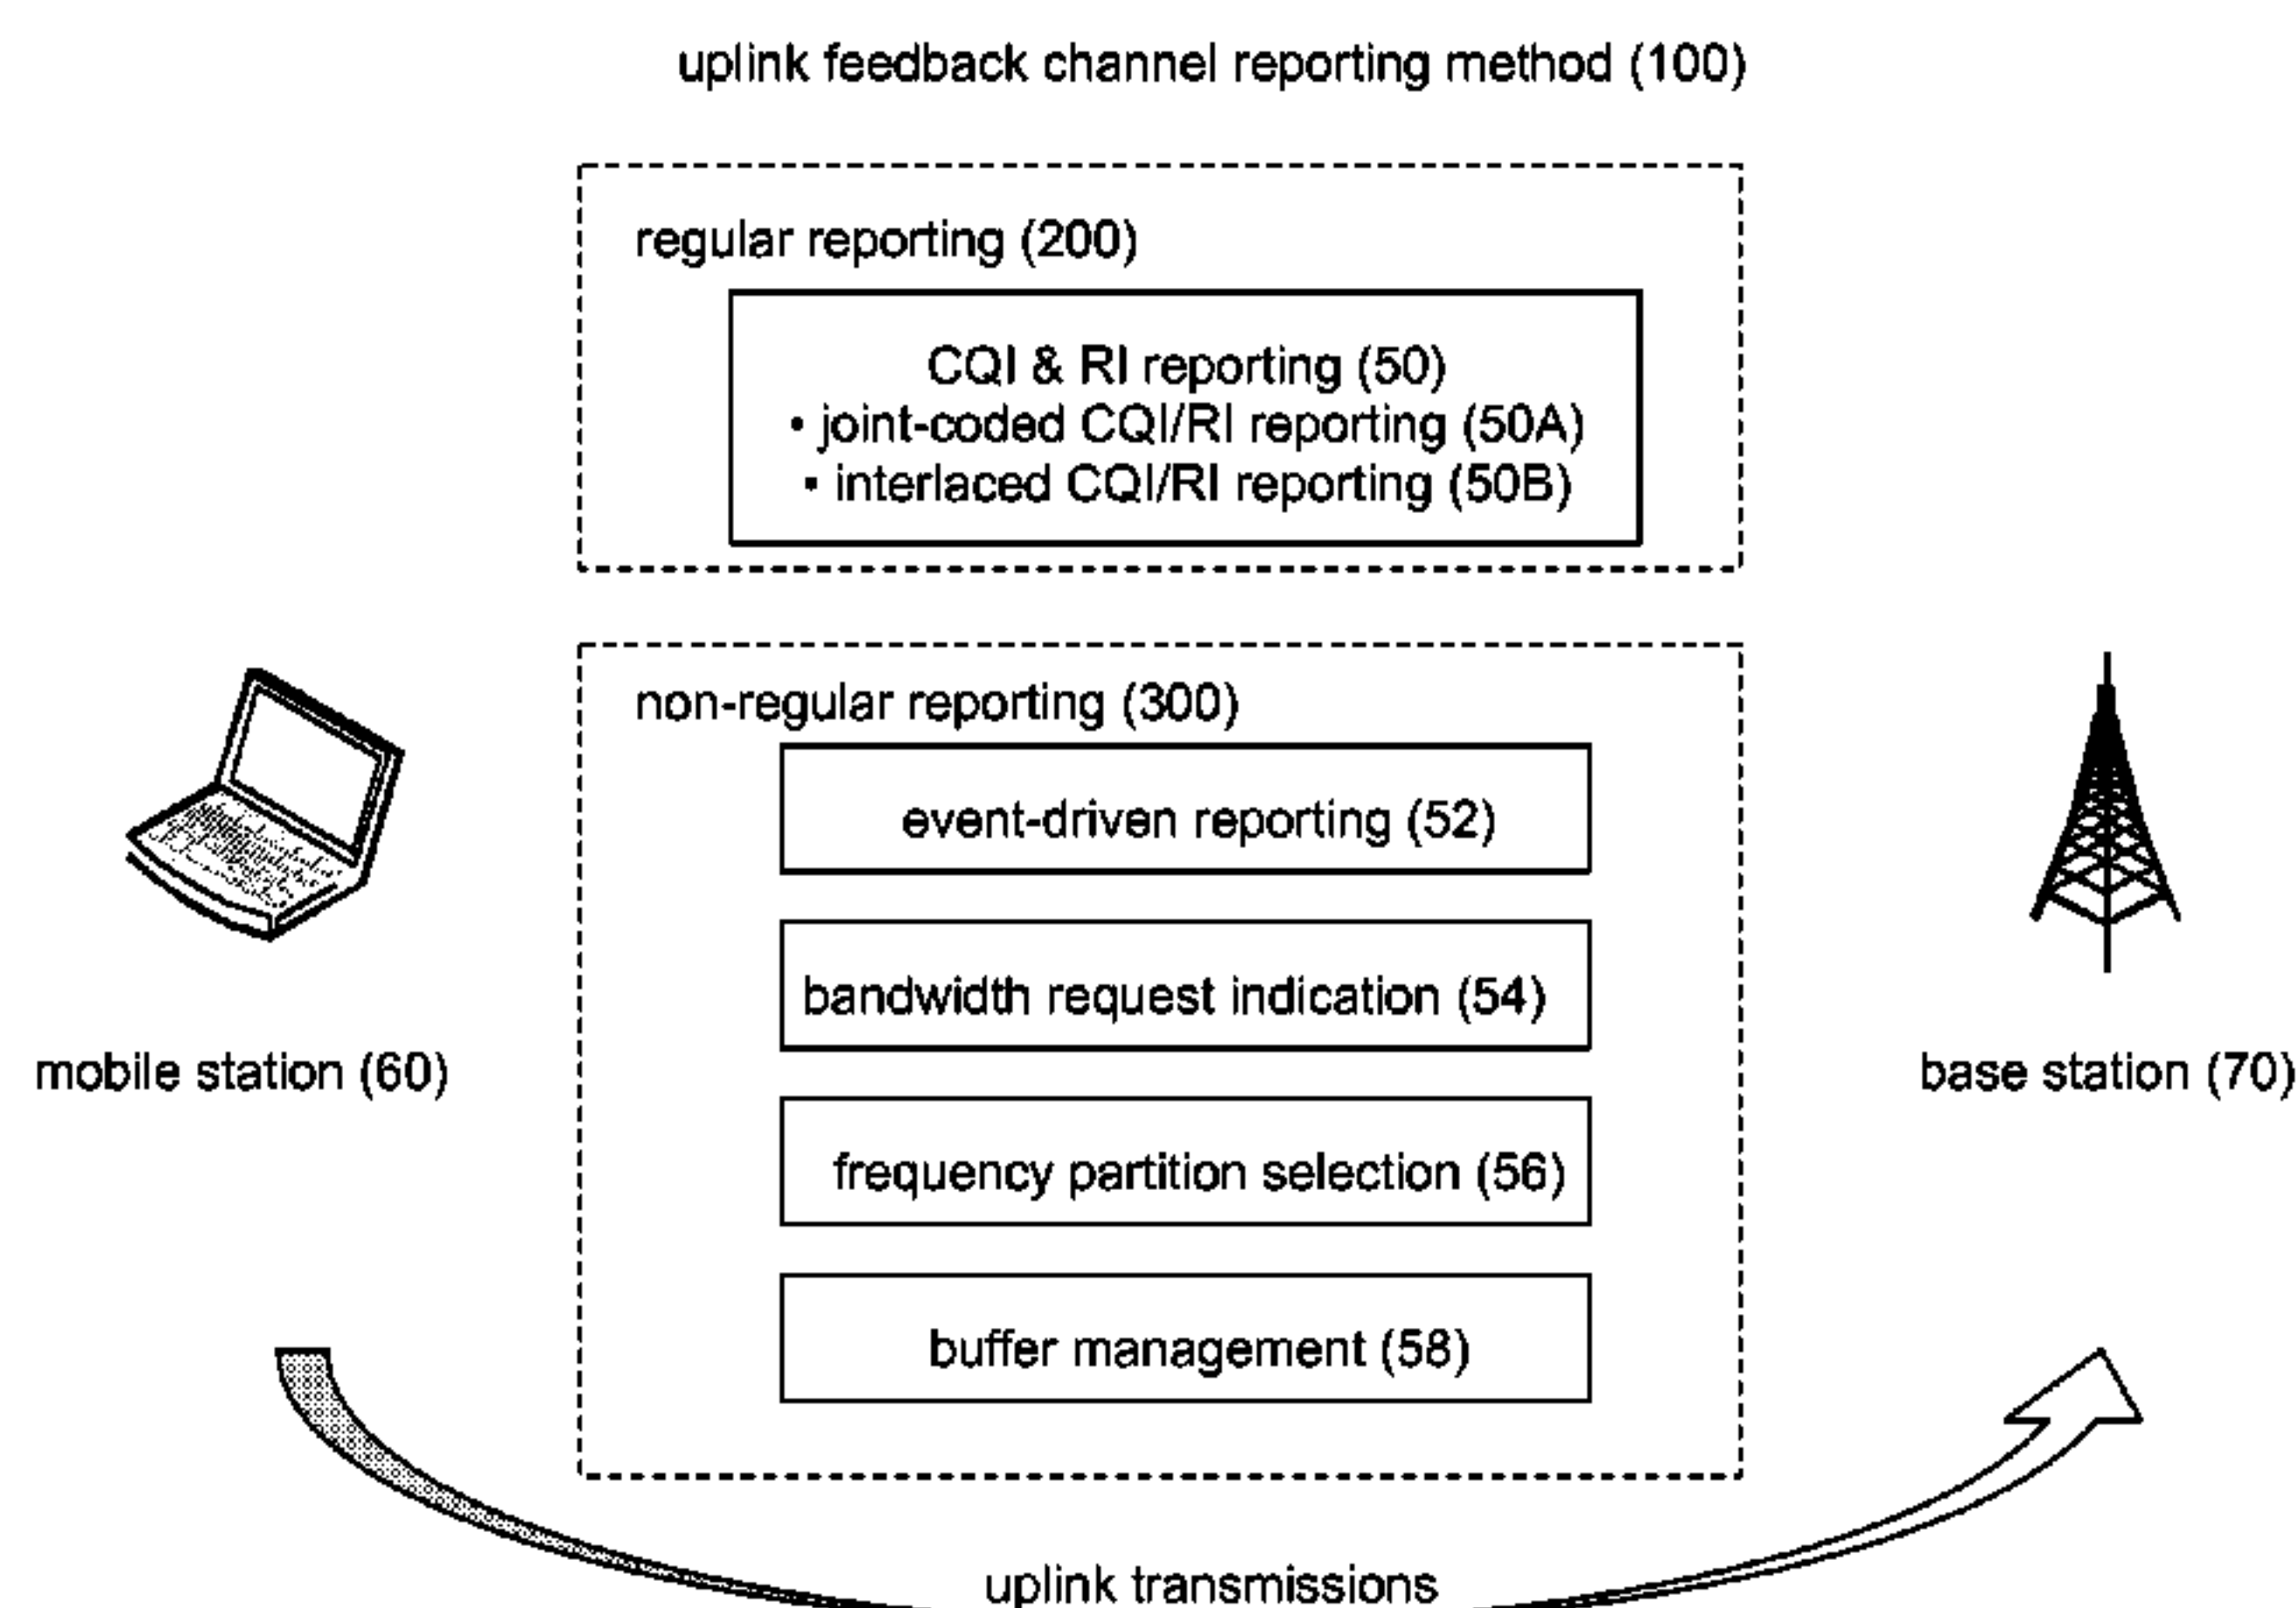 uplink feedback channel reporting method (100)
regular reporting (200)
CQI & RI reporting (50)
• joint-coded CQI/RI reporting (50A)
• interlaced CQI/RI reporting (50B)
non-regular reporting (300)
event-driven reporting (52)
bandwidth request indication (54)
mobile station (60)
base station (70)
frequency partition selection (56)
buffer management (58)
uplink transmissions